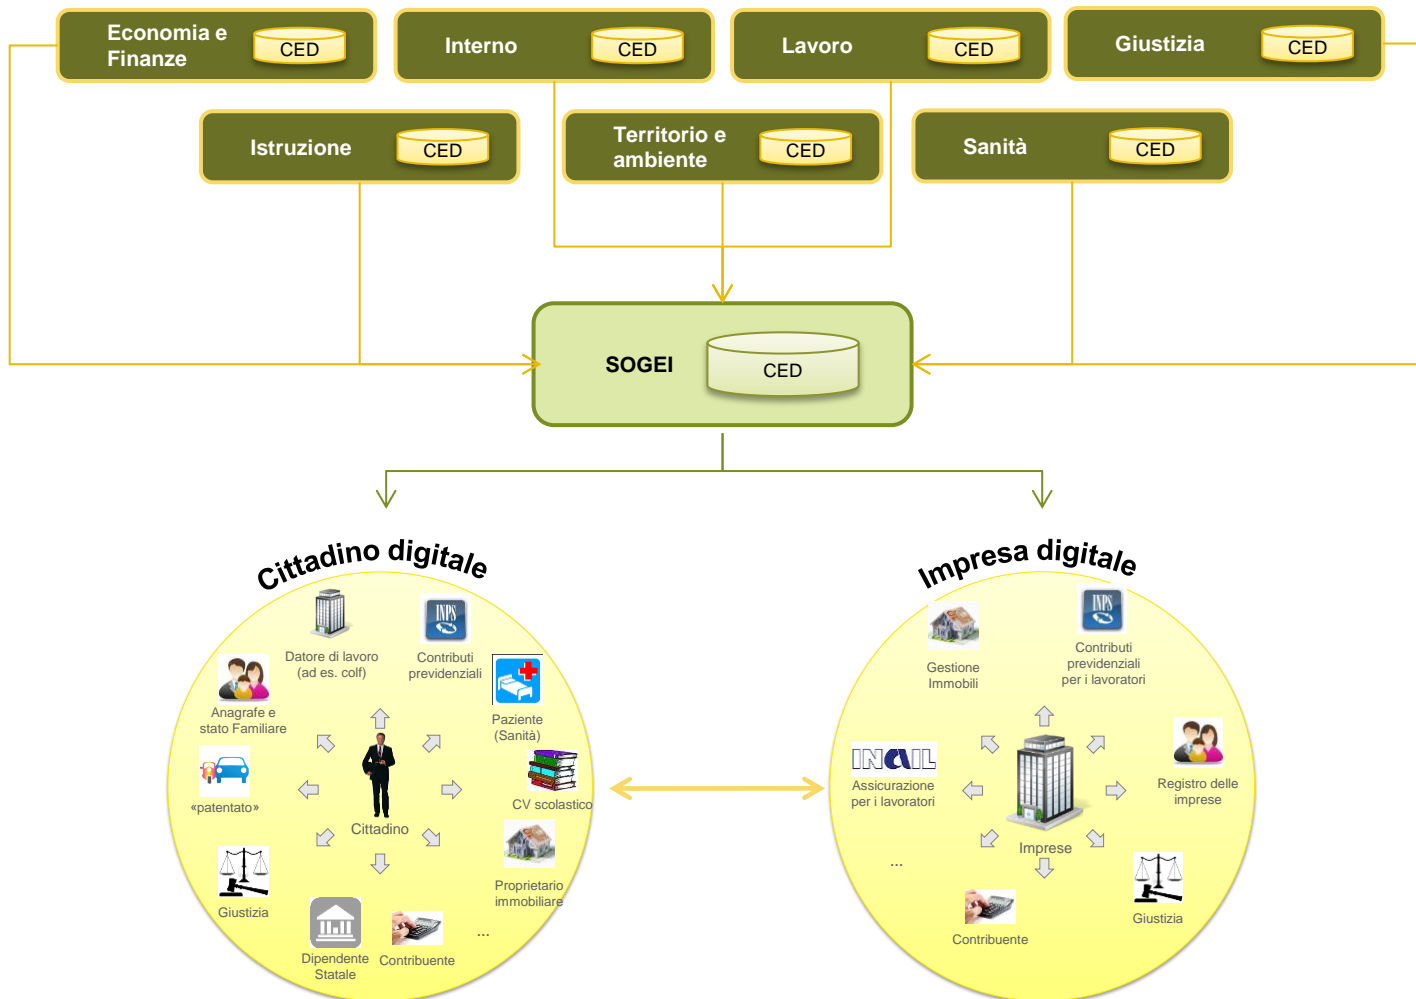 Economia e
Finanze
CED
Interno
CED
Lavoro
CED
Giustizia
CED
Istruzione
CED
Territorio e
ambiente
CED
Sanità
CED
SOGEI
CED
Cittadino digitale
Datore di lavoro
(ad es. colf)
INPS
Contributi
previdenziali
Anagrafe e
stato Familiare
Paziente
(Sanità)
«patentato»
CV scolastico
Cittadino
Proprietario
immobiliare
Giustizia
Dipendente
Statale
Contribuente
...
Impresa digitale
Gestione
Immobili
INPS
Contributi
previdenziali
per i lavoratori
INAIL
Assicurazione
per i lavoratori
Registro delle
imprese
Imprese
...
Contribuente
Giustizia